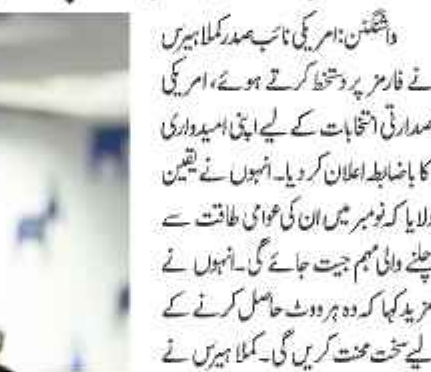 واشنگٹن: امریکی نائب صدر کملا ہیرس
نے فارمز پر دستخط کرتے ہوئے، امریکی
صدارتی انتخابات کے لیے اپنی امیدواری
کا باضابطہ اعلان کر دیا۔ انہوں نے یقین
دلایا کہ نومبر میں ان کی عوامی طاقت سے
چلنے والی مہم جیت جائے گی۔ انہوں نے
مزید کہا کہ وہ ہر ووٹ حاصل کرنے کے
لیے سخت محنت کریں گی۔ کملا ہیرس نے